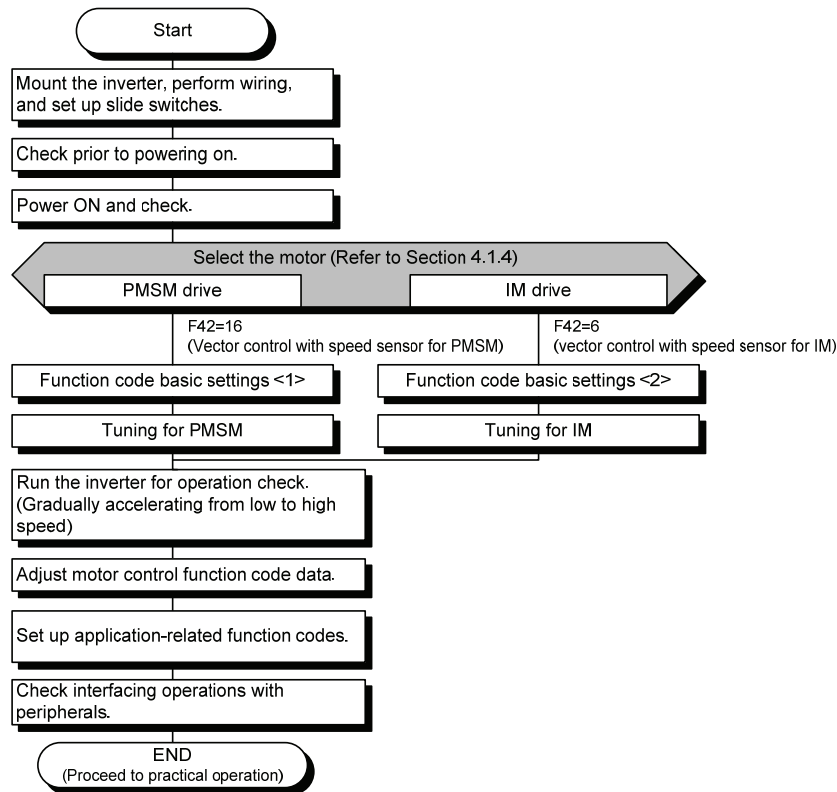 Start
Mount the inverter, perform wiring,
and set up slide switches.
Check prior to powering on.
Power ON and check.
Select the motor (Refer to Section 4.1.4)
PMSM drive
IM drive
F42=16
(Vector control with speed sensor for PMSM)
F42=6
(vector control with speed sensor for IM)
Function code basic settings <1>
Function code basic settings <2>
Tuning for PMSM
Tuning for IM
Run the inverter for operation check.
(Gradually accelerating from low to high
speed)
Adjust motor control function code data.
Set up application-related function codes.
Check interfacing operations with
peripherals.
END
(Proceed to practical operation)